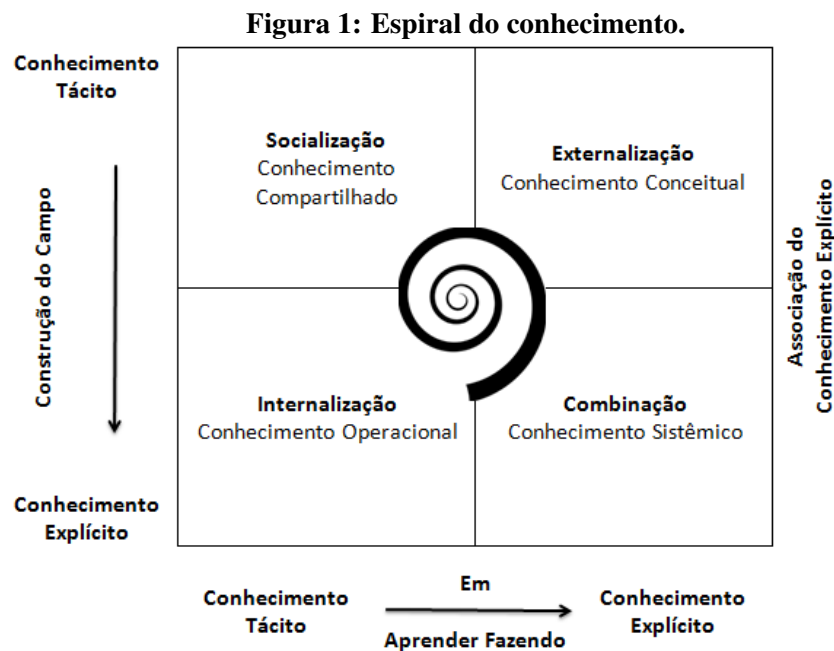 Figura 1: Espiral do conhecimento.
Conhecimento
Tácito
Construção do Campo
Conhecimento
Explícito
Socialização
Conhecimento
Compartilhado
Externalização
Conhecimento Conceitual
Internalização
Conhecimento Operacional
Combinação
Conhecimento Sistêmico
Associação do
Conhecimento Explícito
Conhecimento
Tácito
Em
Aprender Fazendo
Conhecimento
Explícito